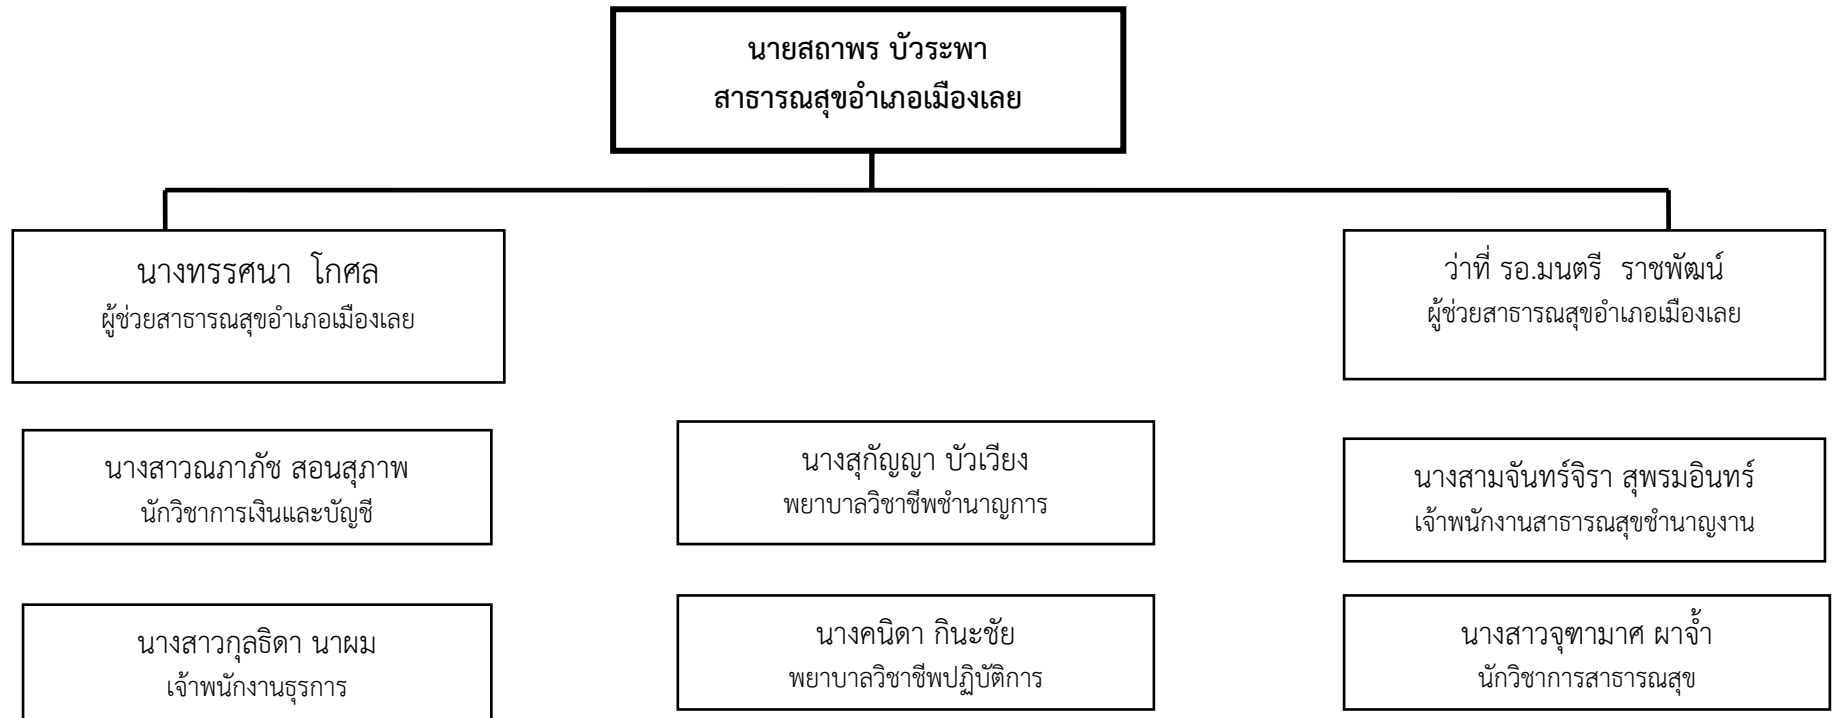 นายสถาพร บัวระพา
สาธารณสุขอำเภอเมืองเลย
นางทรรศนา โกศล
ผู้ช่วยสาธารณสุขอำเภอเมืองเลย
ว่าที่ รอ.มนตรี ราชพัฒน์
ผู้ช่วยสาธารณสุขอำเภอเมืองเลย
นางสาวณภาภัช สอนสุภาพ
นักวิชาการเงินและบัญชี
นางสุกัญญา บัวเวียง
พยาบาลวิชาชีพชำนาญการ
นางสามจันทร์จิรา สุพรมอินทร์
เจ้าพนักงานสาธารณสุขชำนาญงาน
นางสาวกุลธิดา นาผม
เจ้าพนักงานธุรการ
นางคนิดา กินะชัย
พยาบาลวิชาชีพปฏิบัติการ
นางสาวจุฑามาศ ผาจ้ำ
นักวิชาการสาธารณสุข